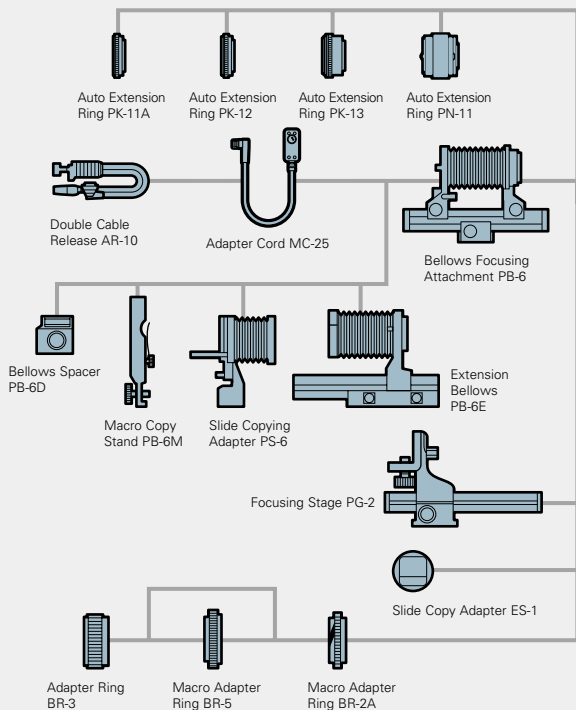 Auto Extension
Ring PK-11A
Auto Extension
Ring PK-12
Auto Extension
Ring PK-13
Auto Extension
Ring PN-11
Double Cable
Release AR-10
Adapter Cord MC-25
Bellows Focusing
Attachment PB-6
Bellows Spacer
PB-6D
Macro Copy
Stand PB-6M
Slide Copying
Adapter PS-6
Extension
Bellows
PB-6E
Focusing Stage PG-2
Slide Copy Adapter ES-1
Adapter Ring
BR-3
Macro Adapter
Ring BR-5
Macro Adapter
Ring BR-2A